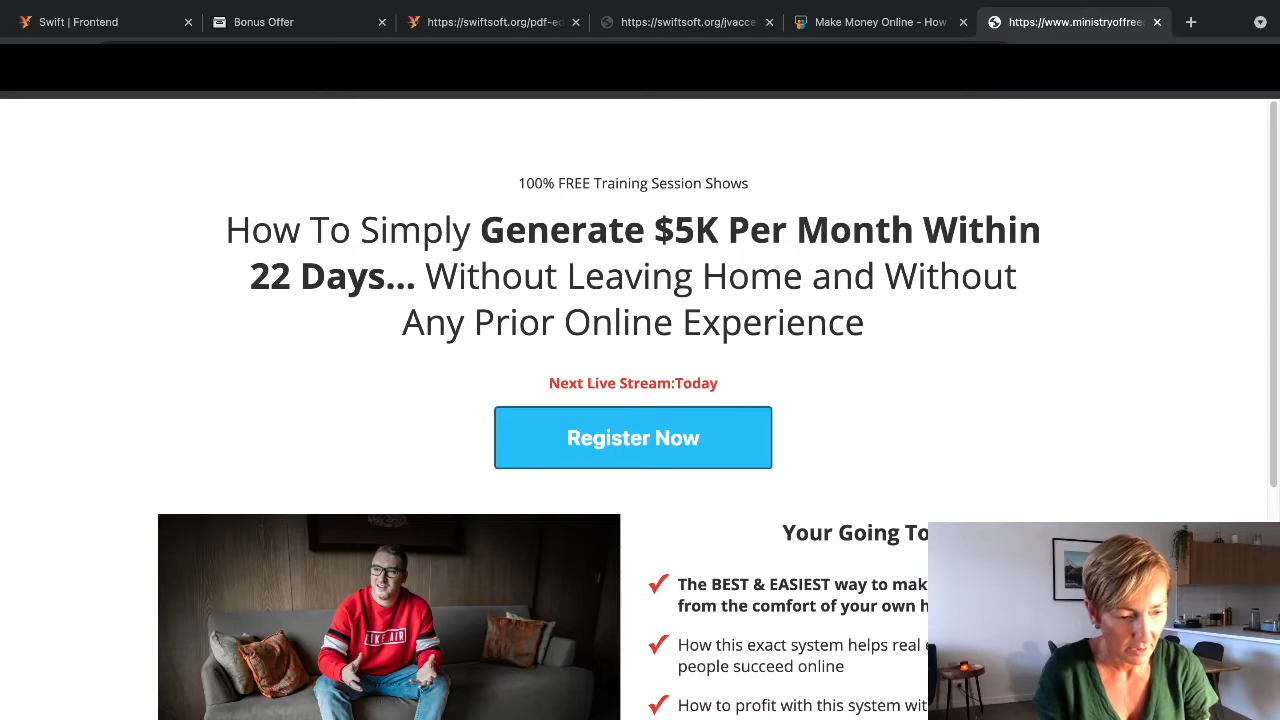 Swift | Frontend
Bonus Offer
https://swiftsoft.org/pdf-ed
https://swiftsoft.org/jvacce
Make Money Online - How
https://www.ministryoffree
100% FREE Training Session Shows
How To Simply Generate $5K Per Month Within
22 Days... Without Leaving Home and Without
Any Prior Online Experience
Next Live Stream:Today
Register Now
Your Going To
The BEST & EASIEST way to mak
from the comfort of your own h
How this exact system helps real
people succeed online
How to profit with this system wit